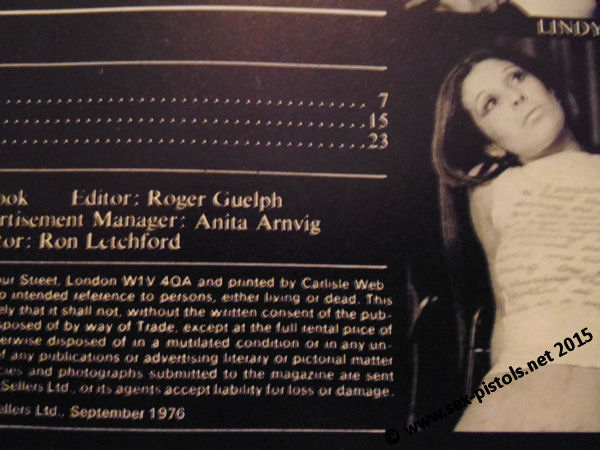 LINDY
7
15
23
ook Editor: Roger Guelph
ertisement Manager: Anita Arnvig
tor: Ron Letchford
our Street, London W1V 4QA and printed by Carlisle Web
o intended reference to persons, either living or dead. This
ely that it shall not, without the written consent of the pub-
sposed of by way of Trade, except at the full rental price of
erwise disposed of in a mutilated condition or in any un-
f any publications or advertising literary or pictorial matter
cies and photographs submitted to the magazine are sent
Sellers Ltd., or its agents accept liability for loss or damage.
ellers Ltd., September 1976
© www.sex-pistols.net 2015